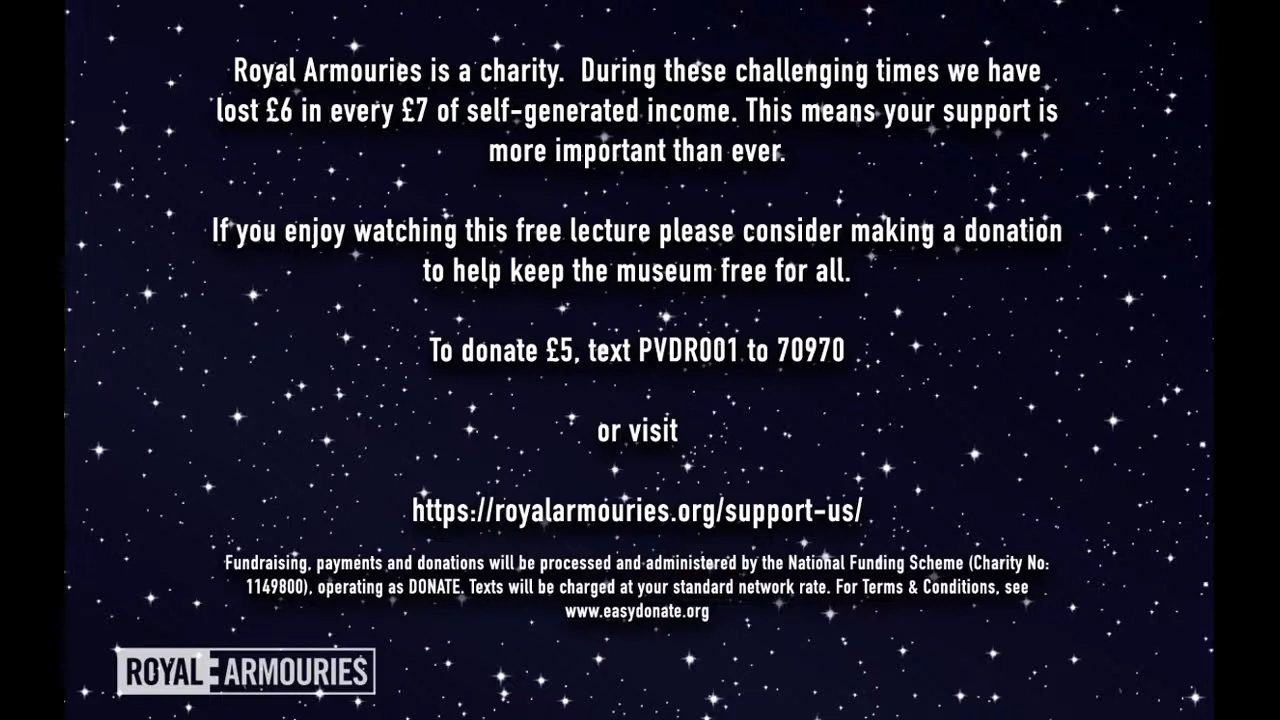 Royal Armouries is a charity. During these challenging times we have
lost £6 in every £7 of self-generated income. This means your support is
more important than ever.
If you enjoy watching this free lecture please consider making a donation
to help keep the museum free for all.
To donate £5, text PVDR001 to 70970
or visit
https://royalarmouries.org/support-us/
Fundraising, payments and donations will be processed and administered by the National Funding Scheme (Charity No:
1149800), operating as DONATE. Texts will be charged at your standard network rate. For Terms & Conditions, see
www.easydonate.org
ROYAL ARMOURIES